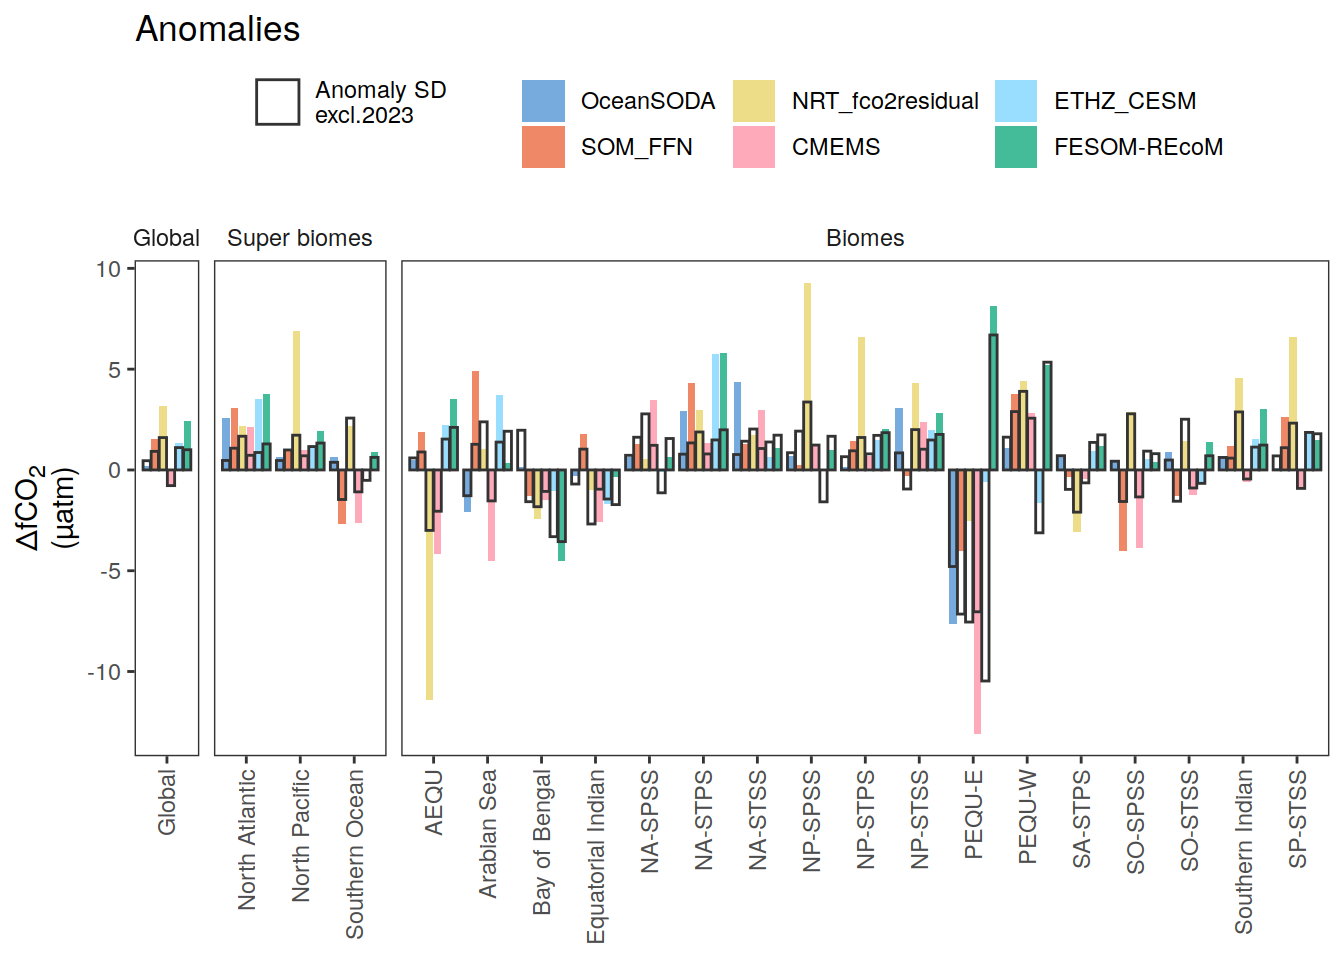 Anomalies
Anomaly SD
excl.2023
OceanSODA
NRT_fco2residual
ETHZ_CESM
SOM_FFN
CMEMS
FESOM-REcoM
Global
Super biomes
Biomes
ΔfCO₂
(µatm)
10
5
0
-5
-10
Global
North Atlantic
North Pacific
Southern Ocean
AEQU
Arabian Sea
Bay of Bengal
Equatorial Indian
NA-SPSS
NA-STPS
NA-STSS
NP-SPSS
NP-STPS
NP-STSS
PEQU-E
PEQU-W
SA-STPS
SO-SPSS
SO-STSS
Southern Indian
SP-STSS